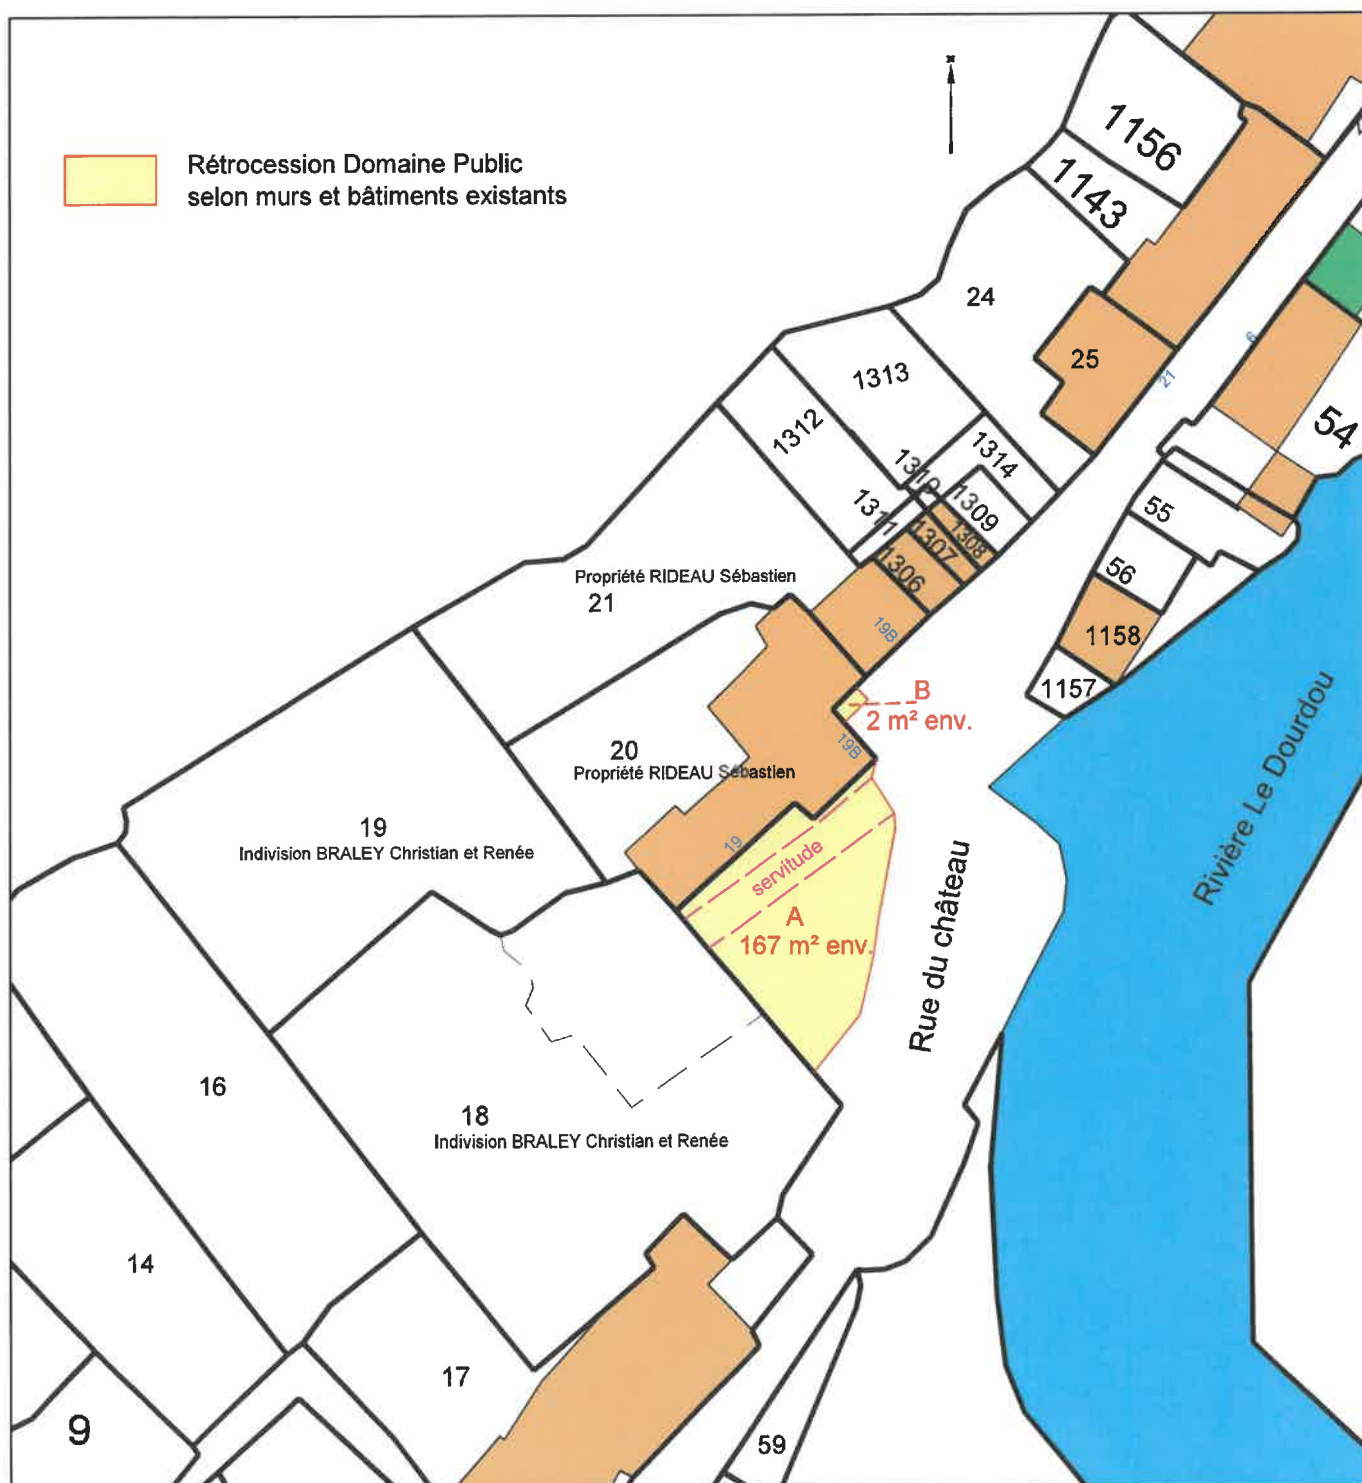 Rétrocession Domaine Public
selon murs et bâtiments existants
1156
1143
24
25
21
6
54
1313
1312
1314
1310
1309
1311
1308
1307
1306
55
56
1158
1157
Propriété RIDEAU Sébastien
21
19B
B
2 m² env.
19B
20
Propriété RIDEAU Sébastien
19
Indivision BRALEY Christian et Renée
19
servitude
A
167 m² env.
Rue du château
Rivière Le Dourdou
16
18
Indivision BRALEY Christian et Renée
14
17
9
59